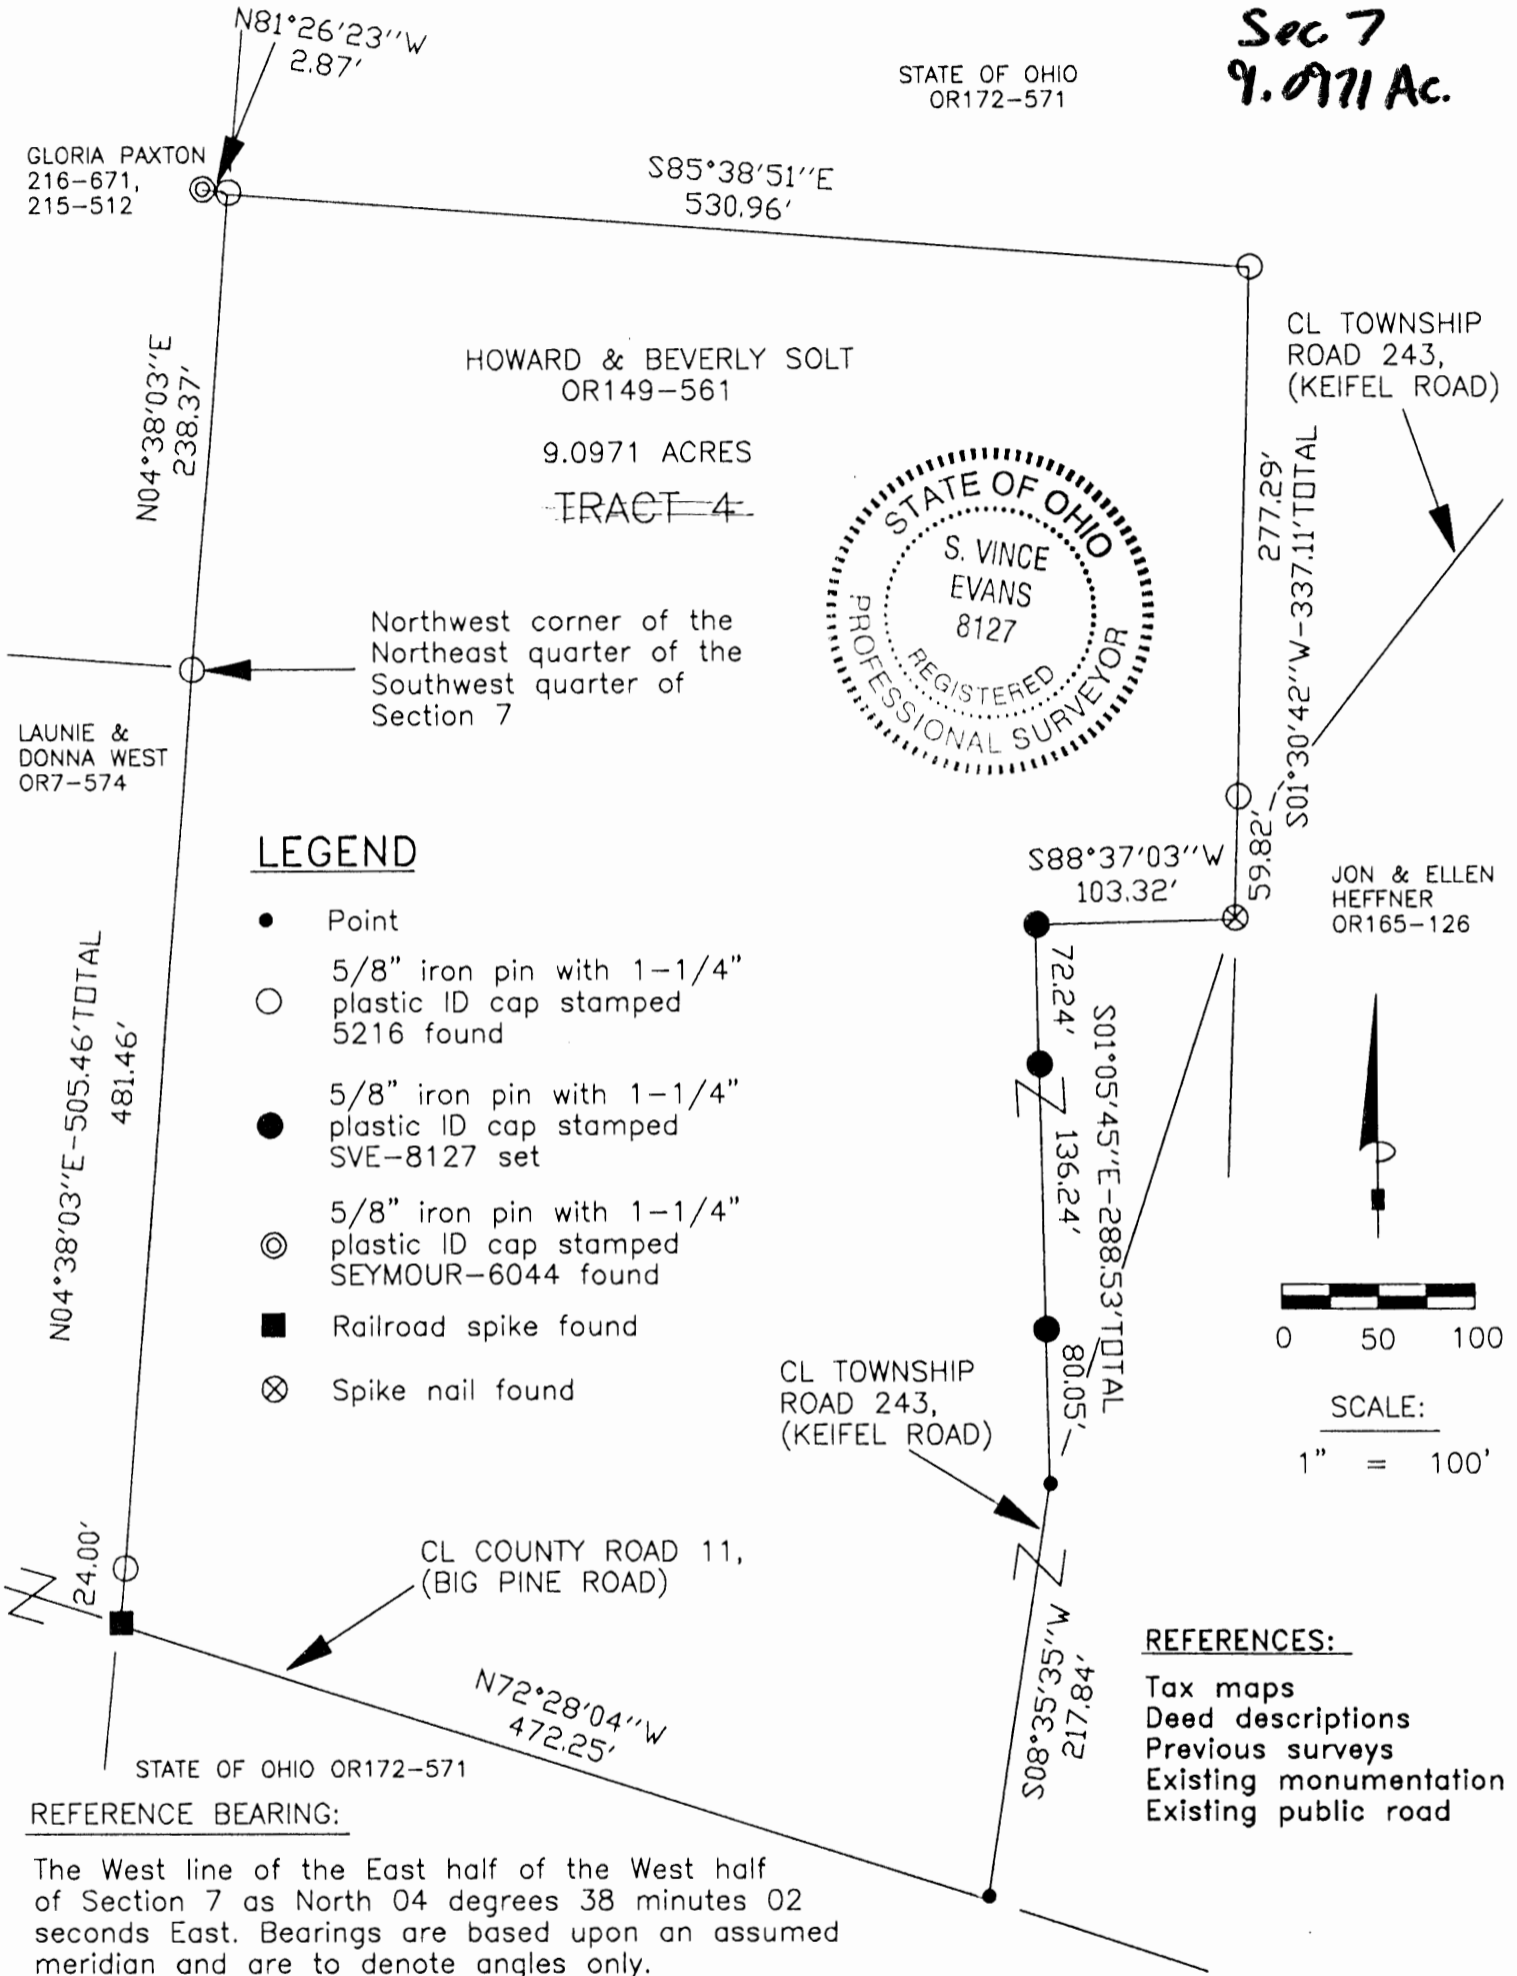 Sec. 7
9.0971 Ac.
N81°26'23"W
2.87'
STATE OF OHIO
OR172-571
GLORIA PAXTON
216-671,
215-512
S85°38'51"E
530.96'
N04°38'03"E
238.37'
HOWARD & BEVERLY SOLT
OR149-561
9.0971 ACRES
TRACT 4
CL TOWNSHIP
ROAD 243,
(KEIFEL ROAD)
277.29'
S01°30'42"W-337.11'TOTAL
59.82'
STATE OF OHIO
S. VINCE
EVANS
8127
REGISTERED
PROFESSIONAL SURVEYOR
Northwest corner of the
Northeast quarter of the
Southwest quarter of
Section 7
LAUNIE &
DONNA WEST
OR7-574
S88°37'03"W
103.32'
JON & ELLEN
HEFFNER
OR165-126
LEGEND
Point
5/8" iron pin with 1-1/4"
plastic ID cap stamped
5216 found
5/8" iron pin with 1-1/4"
plastic ID cap stamped
SVE-8127 set
5/8" iron pin with 1-1/4"
plastic ID cap stamped
SEYMOUR-6044 found
Railroad spike found
Spike nail found
N04°38'03"E-505.46'TOTAL
481.46'
24.00'
72.24'
136.24'
80.05'
S01°05'45"E-288.53'TOTAL
0 50 100
SCALE:
1" = 100'
CL TOWNSHIP
ROAD 243,
(KEIFEL ROAD)
CL COUNTY ROAD 11,
(BIG PINE ROAD)
N72°28'04"W
472.25'
S08°35'35"W
217.84'
REFERENCES:
Tax maps
Deed descriptions
Previous surveys
Existing monumentation
Existing public road
STATE OF OHIO OR172-571
REFERENCE BEARING:
The West line of the East half of the West half
of Section 7 as North 04 degrees 38 minutes 02
seconds East. Bearings are based upon an assumed
meridian and are to denote angles only.